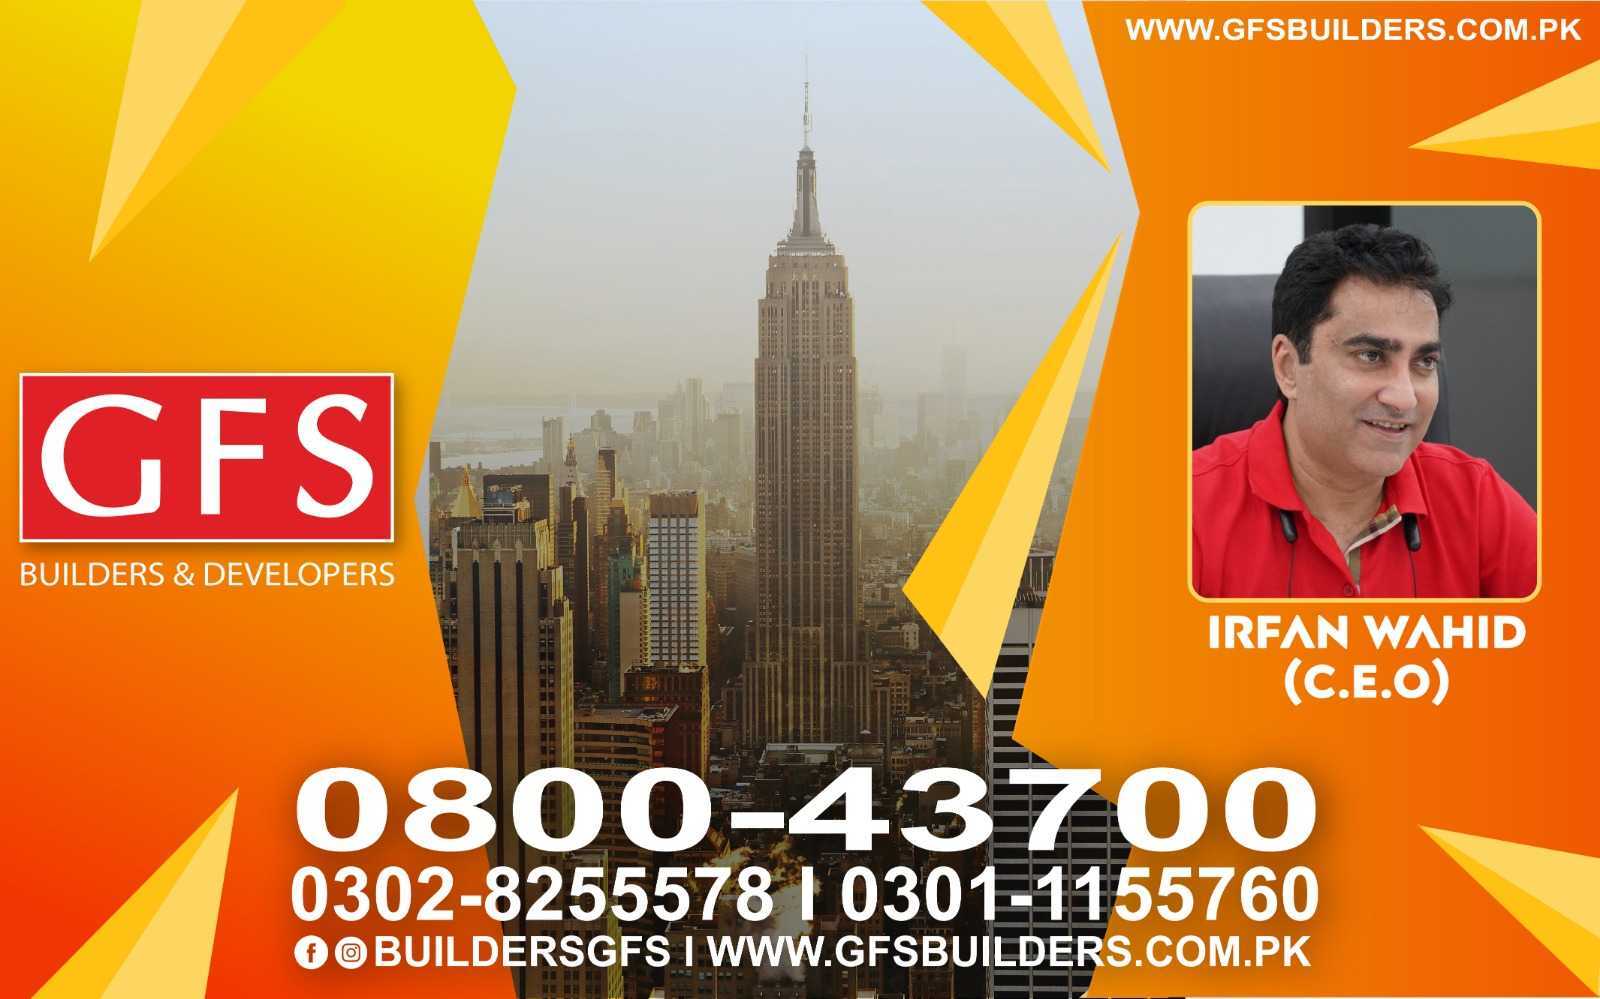 WWW.GFSBUILDERS.COM.PK
GFS
BUILDERS & DEVELOPERS
IRFAN WAHID
(C.E.O)
0800-43700
0302-8255578 I 0301-1155760
BUILDERSGFS I WWW.GFSBUILDERS.COM.PK